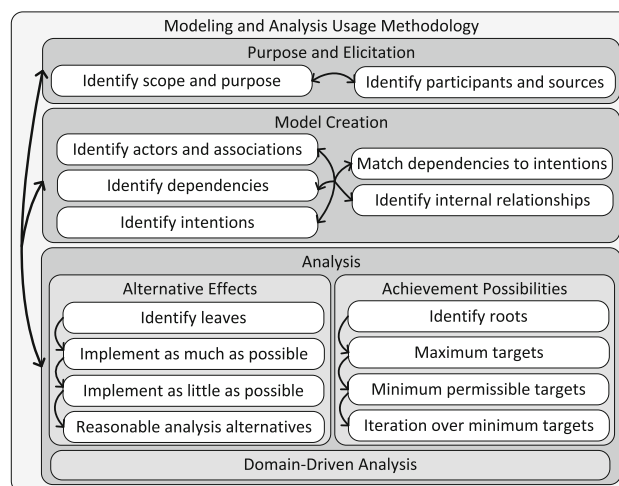 Modeling and Analysis Usage Methodology
Purpose and Elicitation
Identify scope and purpose
Identify participants and sources
Model Creation
Identify actors and associations
Identify dependencies
Identify intentions
Match dependencies to intentions
Identify internal relationships
Analysis
Alternative Effects
Identify leaves
Implement as much as possible
Implement as little as possible
Reasonable analysis alternatives
Achievement Possibilities
Identify roots
Maximum targets
Minimum permissible targets
Iteration over minimum targets
Domain-Driven Analysis